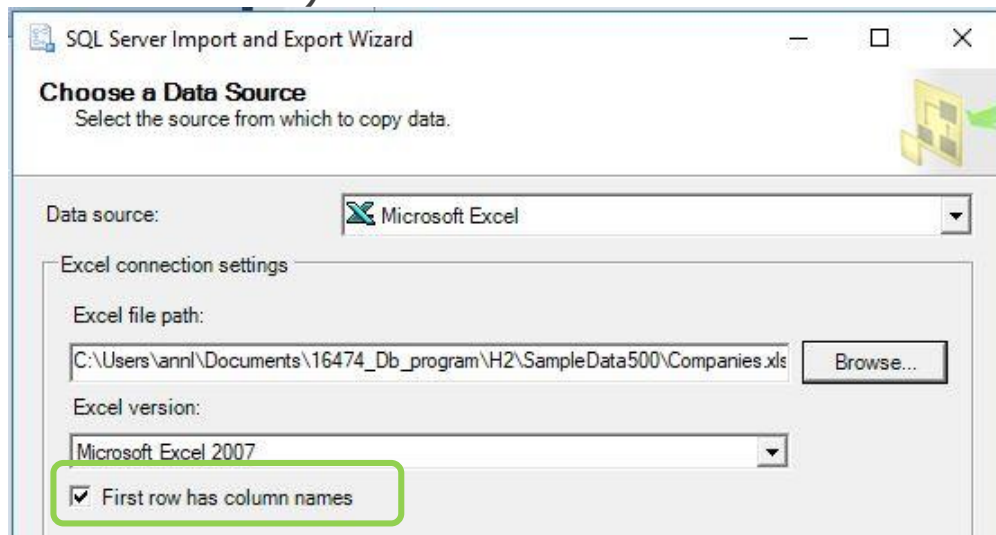 SQL Server Import and Export Wizard
Choose a Data Source
Select the source from which to copy data.
Data source: Microsoft Excel
Excel connection settings
Excel file path:
C:\Users\annl\Documents\16474_Db_program\H2\SampleData500\Companies.xls Browse...
Excel version:
Microsoft Excel 2007
First row has column names